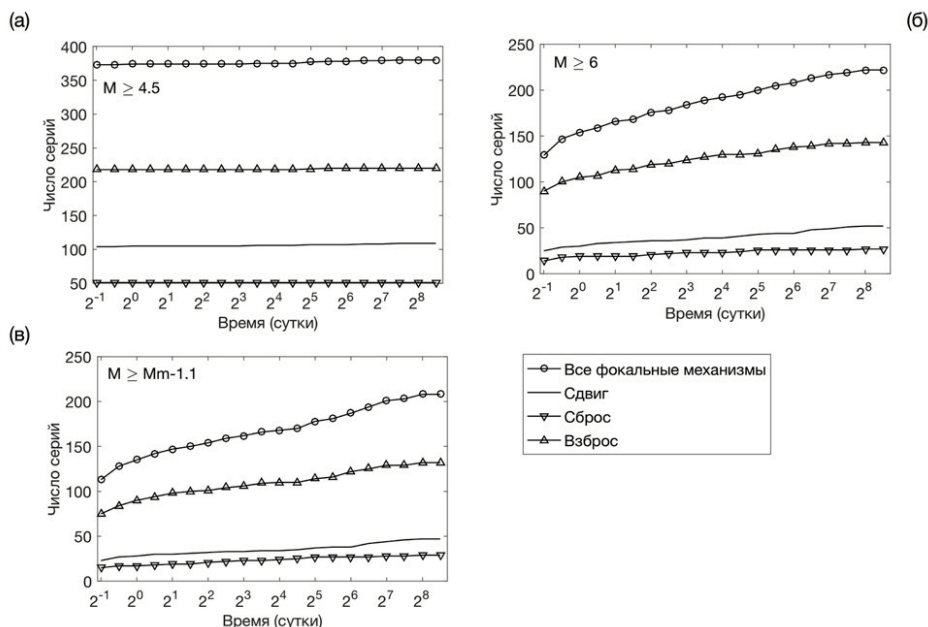 (а)
(б)
400
350
300
250
200
150
100
50
Число серий
M ≥ 4.5
2^-1 2^0 2^1 2^2 2^3 2^4 2^5 2^6 2^7 2^8
Время (сутки)
250
200
150
100
50
0
Число серий
M ≥ 6
2^-1 2^0 2^1 2^2 2^3 2^4 2^5 2^6 2^7 2^8
Время (сутки)
(в)
250
200
150
100
50
0
Число серий
M ≥ Mm-1.1
2^-1 2^0 2^1 2^2 2^3 2^4 2^5 2^6 2^7 2^8
Время (сутки)
Все фокальные механизмы
Сдвиг
Сброс
Взброс